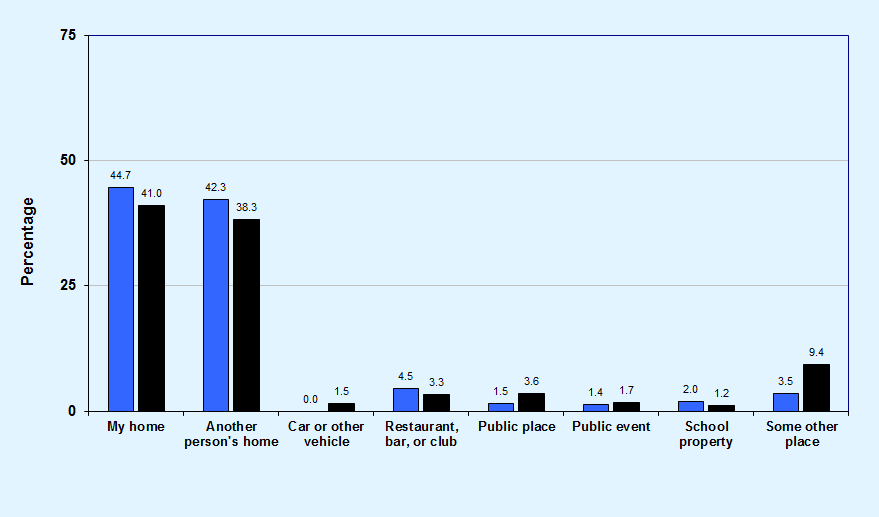 75
50
25
0
Percentage
44.7
41.0
42.3
38.3
0.0
1.5
4.5
3.3
1.5
3.6
1.4
1.7
2.0
1.2
3.5
9.4
My home
Another
person's home
Car or other
vehicle
Restaurant,
bar, or club
Public place
Public event
School
property
Some other
place